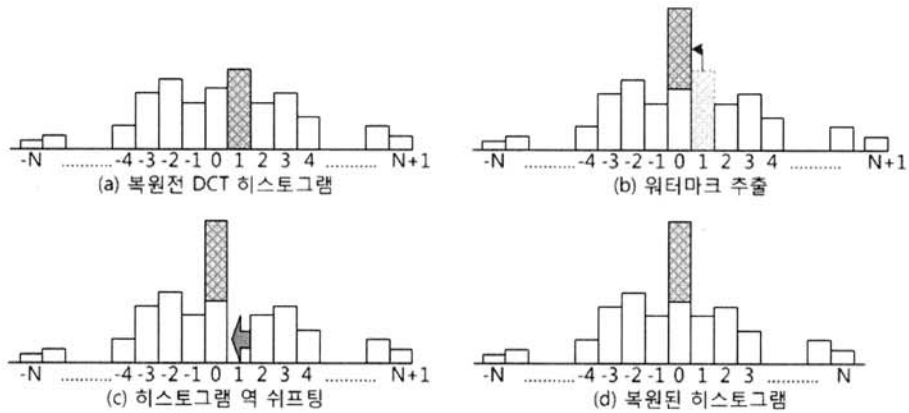 -N ........... -4 -3 -2 -1 0 1 2 3 4 ........... N+1
(a) 복원전 DCT 히스토그램
-N ........... -4 -3 -2 -1 0 1 2 3 4 ........... N+1
(b) 워터마크 추출
-N ........... -4 -3 -2 -1 0 1 2 3 4 ........... N+1
(c) 히스토그램 역 쉬프팅
-N ........... -4 -3 -2 -1 0 1 2 3 ........... N
(d) 복원된 히스토그램